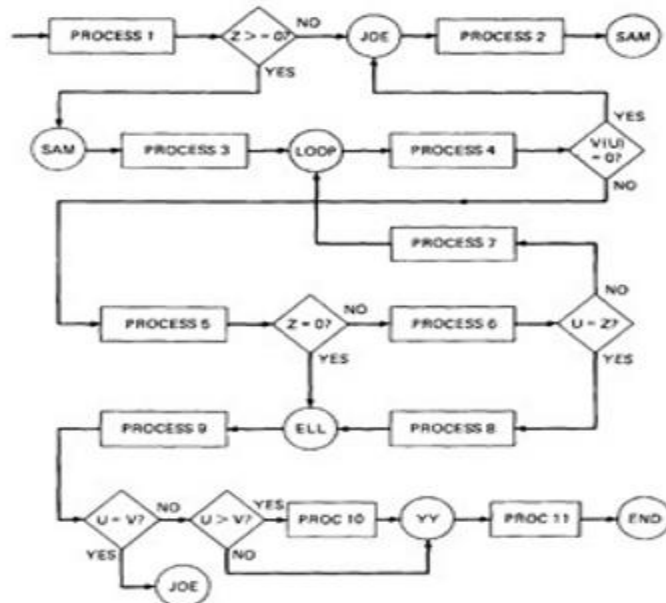 PROCESS 1
Z >= 0?
NO
JOE
PROCESS 2
SAM
YES
SAM
PROCESS 3
LOOP
PROCESS 4
YES
V(U)
= 0?
NO
PROCESS 7
NO
PROCESS 5
Z = 0?
NO
PROCESS 6
U = Z?
YES
YES
PROCESS 9
ELL
PROCESS 8
U = V?
NO
U > V?
YES
PROC 10
YY
PROC 11
END
YES
NO
JOE